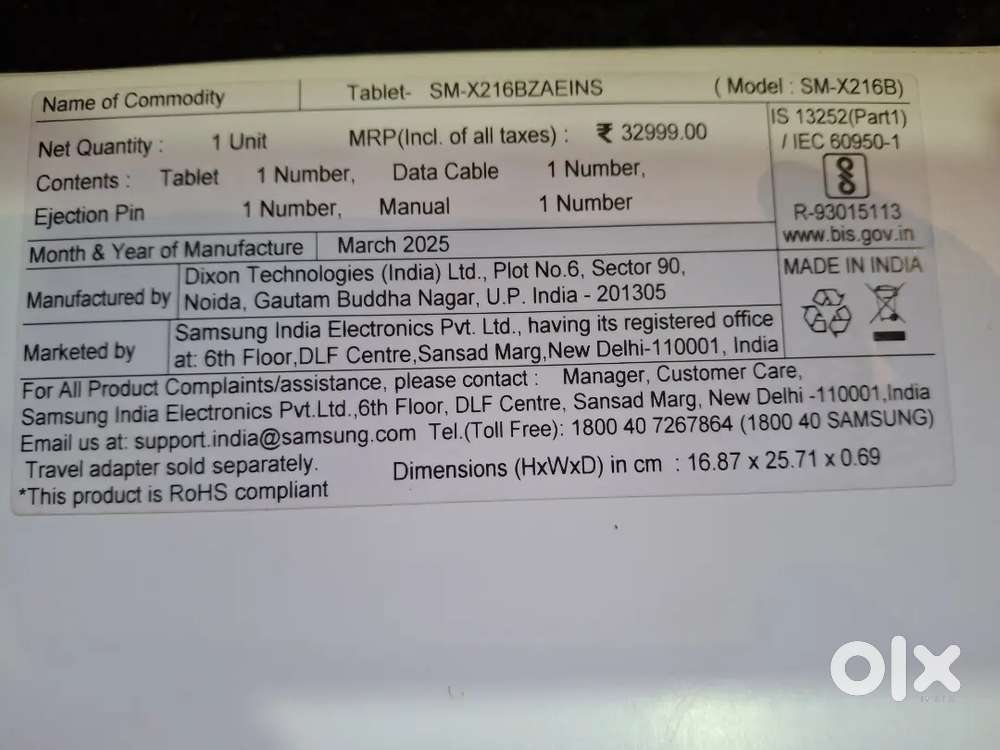 Name of Commodity Tablet- SM-X216BZAEINS ( Model : SM-X216B)
Net Quantity : 1 Unit MRP(Incl. of all taxes) : ₹ 32999.00
IS 13252(Part1)
/ IEC 60950-1
Contents : Tablet 1 Number, Data Cable 1 Number,
Ejection Pin 1 Number, Manual 1 Number
R-93015113
www.bis.gov.in
Month & Year of Manufacture March 2025
MADE IN INDIA
Manufactured by Dixon Technologies (India) Ltd., Plot No.6, Sector 90,
Noida, Gautam Buddha Nagar, U.P. India - 201305
Marketed by Samsung India Electronics Pvt. Ltd., having its registered office
at: 6th Floor,DLF Centre,Sansad Marg,New Delhi-110001, India
For All Product Complaints/assistance, please contact : Manager, Customer Care,
Samsung India Electronics Pvt.Ltd.,6th Floor, DLF Centre, Sansad Marg, New Delhi -110001,India
Email us at: support.india@samsung.com Tel.(Toll Free): 1800 40 7267864 (1800 40 SAMSUNG)
Travel adapter sold separately. Dimensions (HxWxD) in cm : 16.87 x 25.71 x 0.69
*This product is RoHS compliant
olx